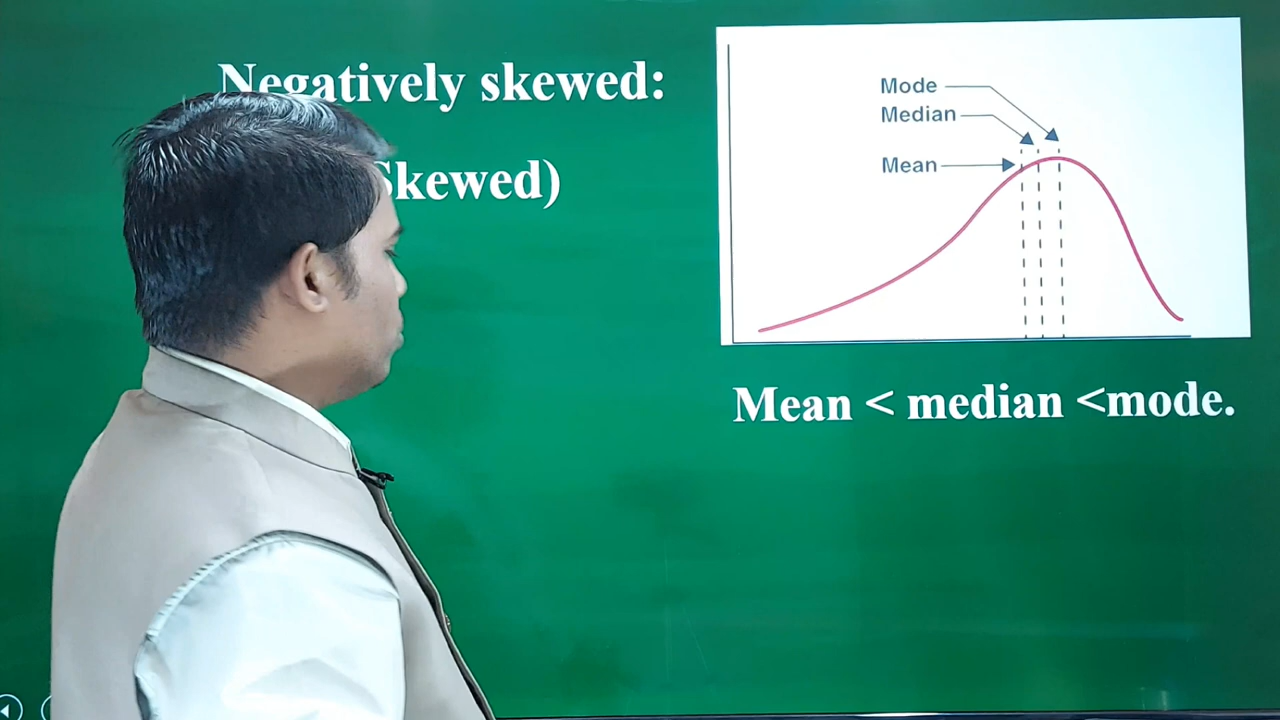 Negatively skewed:
Skewed)
Mode
Median
Mean
Mean < median <mode.